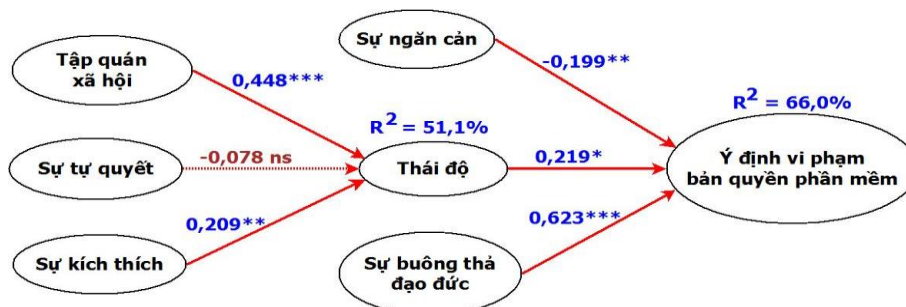 Sự ngăn cản
Tập quán
xã hội
-0,199**
0,448***
R² = 66,0%
R² = 51,1%
Sự tự quyết
-0,078 ns
Thái độ
0,219*
Ý định vi phạm
bản quyền phần mềm
0,209**
0,623***
Sự kích thích
Sự buông thả
đạo đức